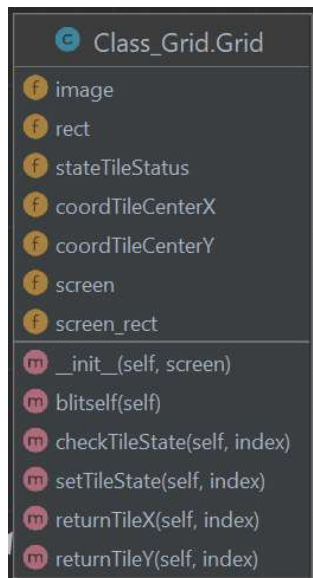 C Class_Grid.Grid
f image
f rect
f stateTileStatus
f coordTileCenterX
f coordTileCenterY
f screen
f screen_rect
m __init__(self, screen)
m blitself(self)
m checkTileState(self, index)
m setTileState(self, index)
m returnTileX(self, index)
m returnTileY(self, index)